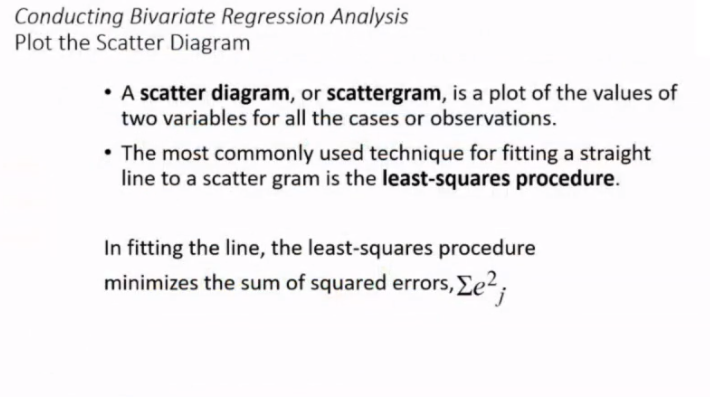 Conducting Bivariate Regression Analysis
Plot the Scatter Diagram
• A scatter diagram, or scattergram, is a plot of the values of
two variables for all the cases or observations.
• The most commonly used technique for fitting a straight
line to a scatter gram is the least-squares procedure.
In fitting the line, the least-squares procedure
minimizes the sum of squared errors, Σe²ⱼ.